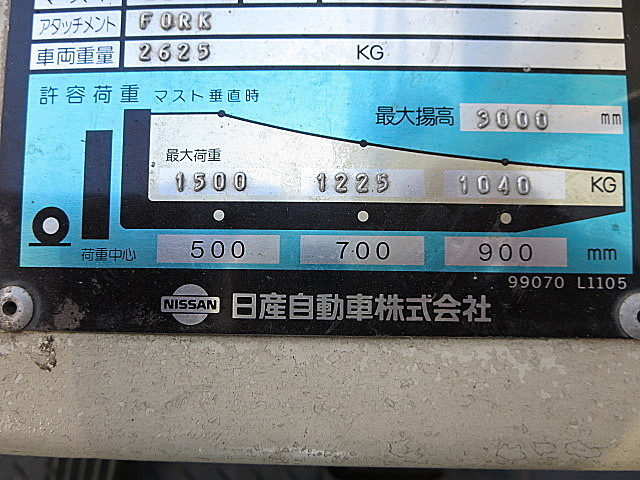 アタッチメント FORK
車両重量 2625 KG
許容荷重 マスト垂直時
最大揚高 3000 mm
最大荷重
1500 1225 1040 KG
荷重中心 500 700 900 mm
99070 L1105
NISSAN 日産自動車株式会社